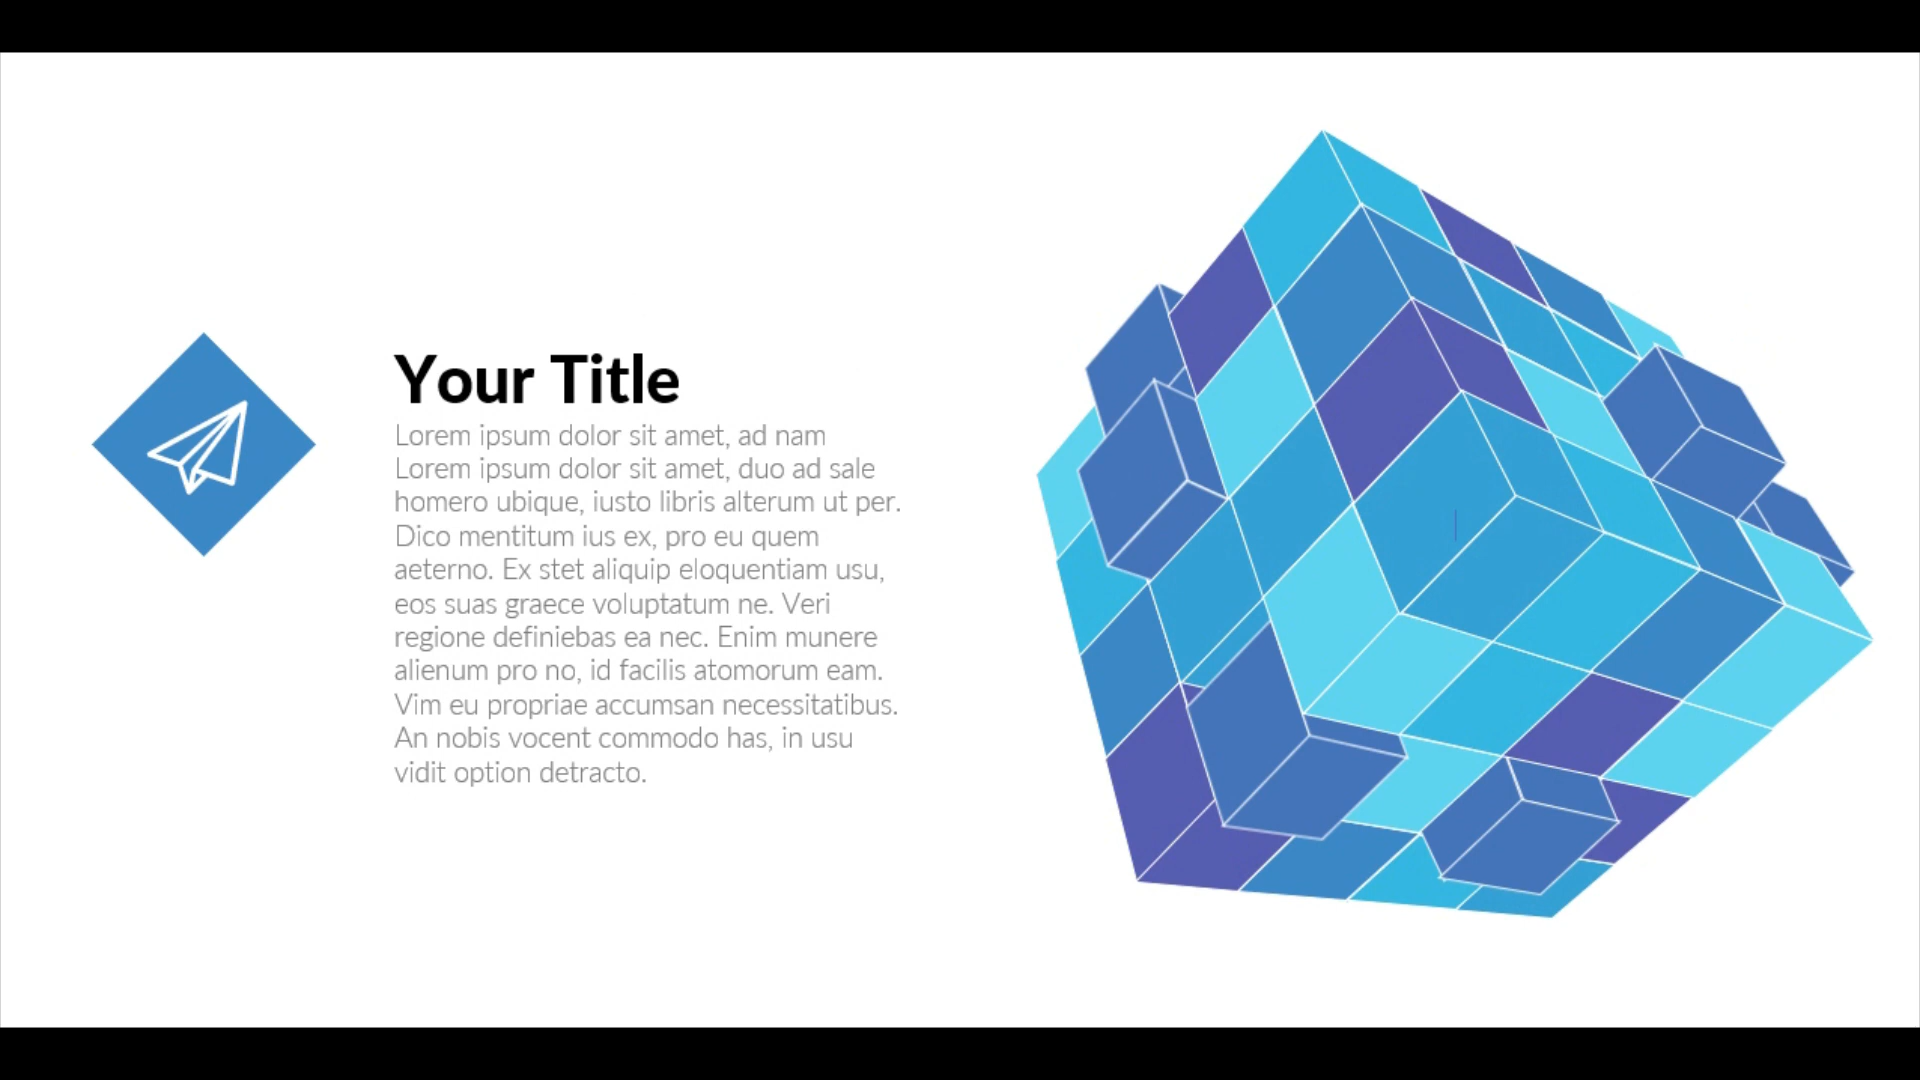 Your Title
Lorem ipsum dolor sit amet, ad nam
Lorem ipsum dolor sit amet, duo ad sale
homero ubique, iusto libris alterum ut per.
Dico mentitum ius ex, pro eu quem
aeterno. Ex stet aliquip eloquentiam usu,
eos suas graece voluptatum ne. Veri
regione definiebas ea nec. Enim munere
alienum pro no, id facilis atomorum eam.
Vim eu propriae accumsan necessitatibus.
An nobis vocent commodo has, in usu
vidit option detracto.